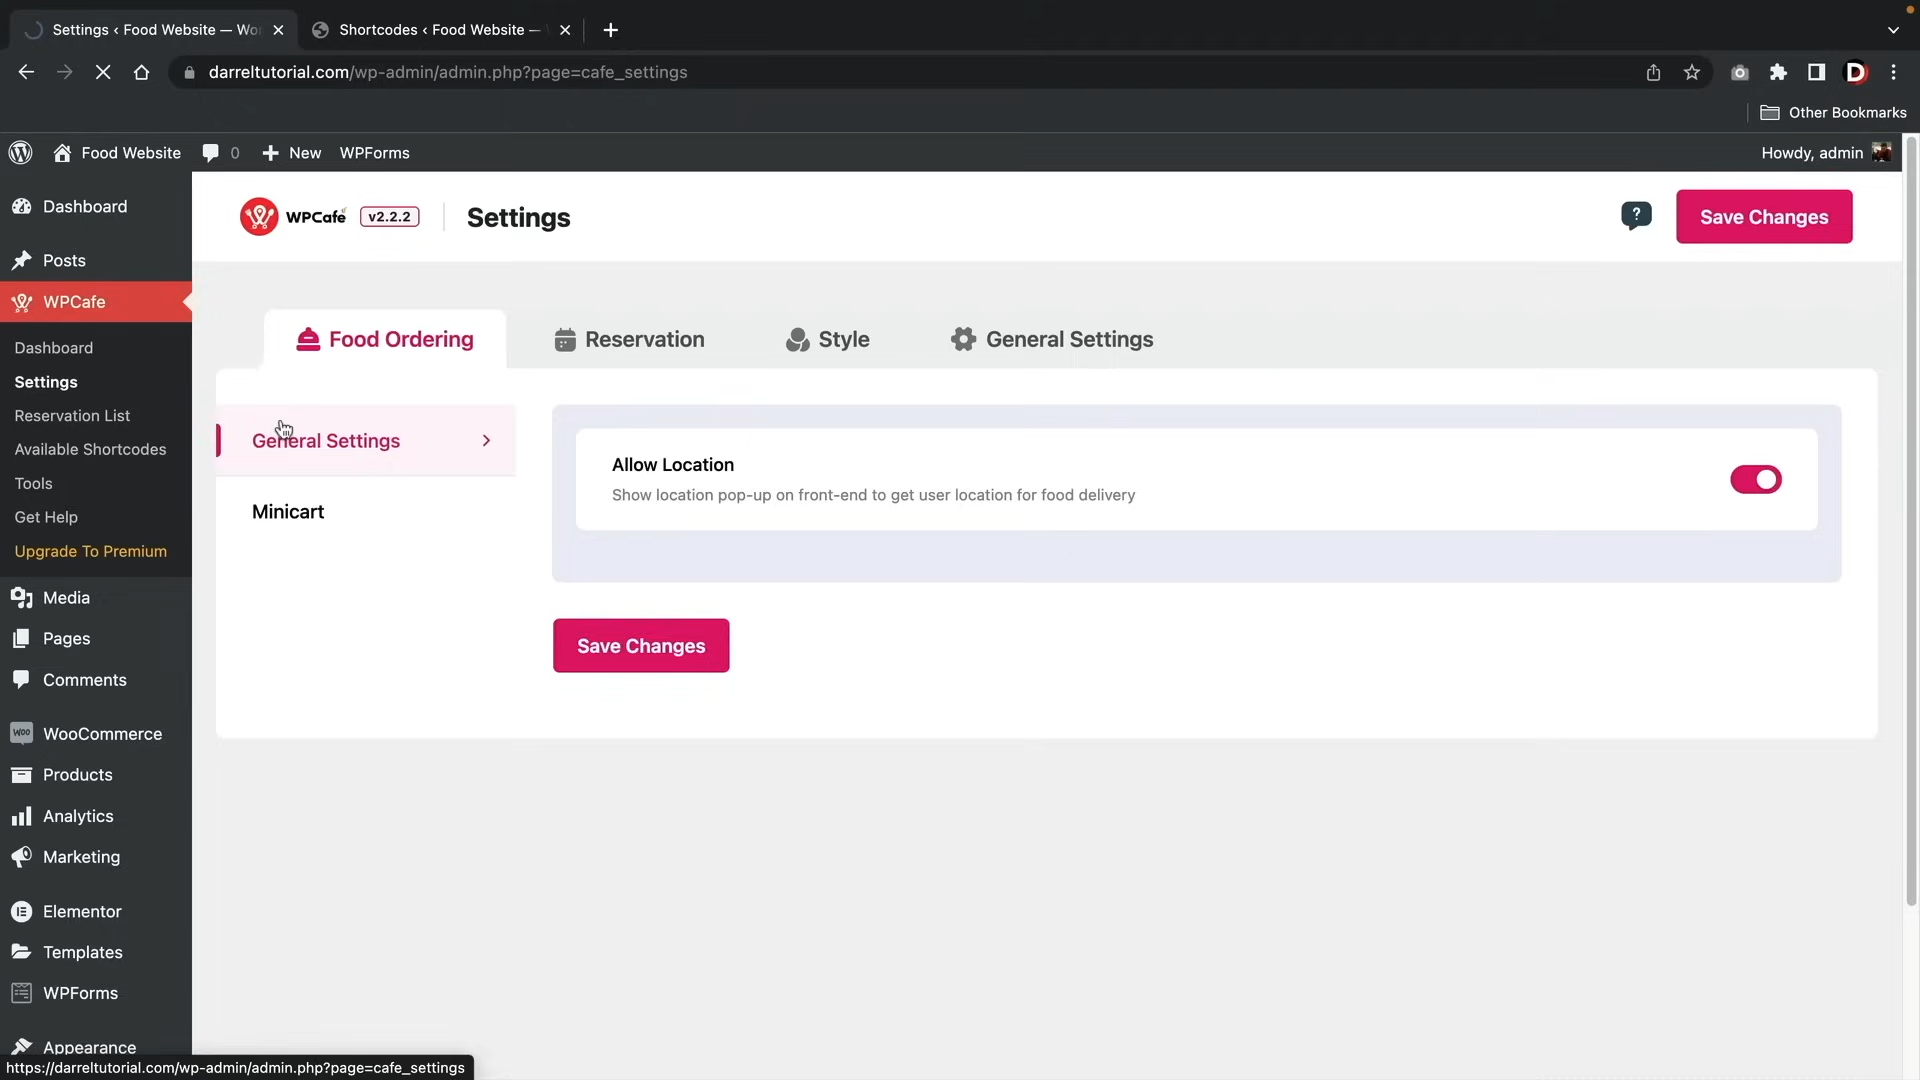 Settings ‹ Food Website — Wo
Shortcodes ‹ Food Website —
darreltutorial.com/wp-admin/admin.php?page=cafe_settings
D
Other Bookmarks
Food Website
0
New
WPForms
Howdy, admin
Dashboard
Posts
WPCafe
Dashboard
Settings
Reservation List
Available Shortcodes
Tools
Get Help
Upgrade To Premium
Media
Pages
Comments
WooCommerce
Products
Analytics
Marketing
Elementor
Templates
WPForms
Appearance
WPCafe
v2.2.2
Settings
?
Save Changes
Food Ordering
Reservation
Style
General Settings
General Settings
Minicart
Allow Location
Show location pop-up on front-end to get user location for food delivery
Save Changes
https://darreltutorial.com/wp-admin/admin.php?page=cafe_settings